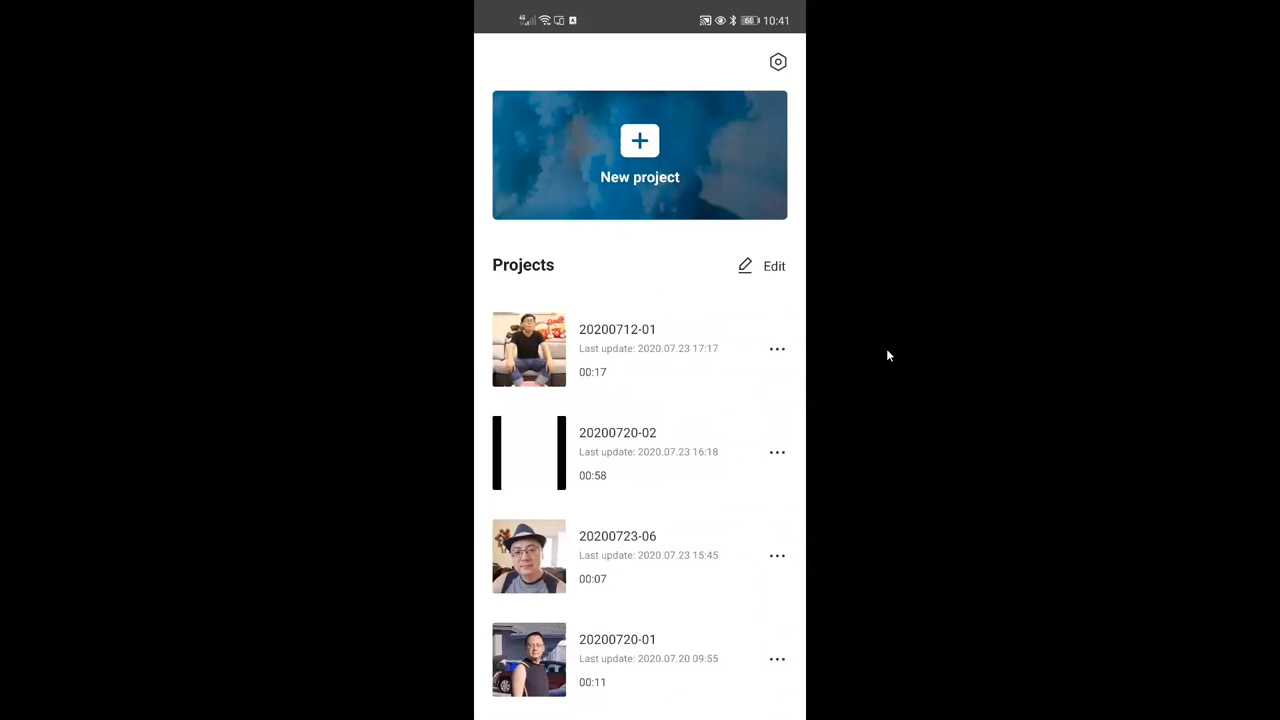 4G
68
10:41
New project
Projects
Edit
20200712-01
Last update: 2020.07.23 17:17
00:17
20200720-02
Last update: 2020.07.23 16:18
00:58
20200723-06
Last update: 2020.07.23 15:45
00:07
20200720-01
Last update: 2020.07.20 09:55
00:11